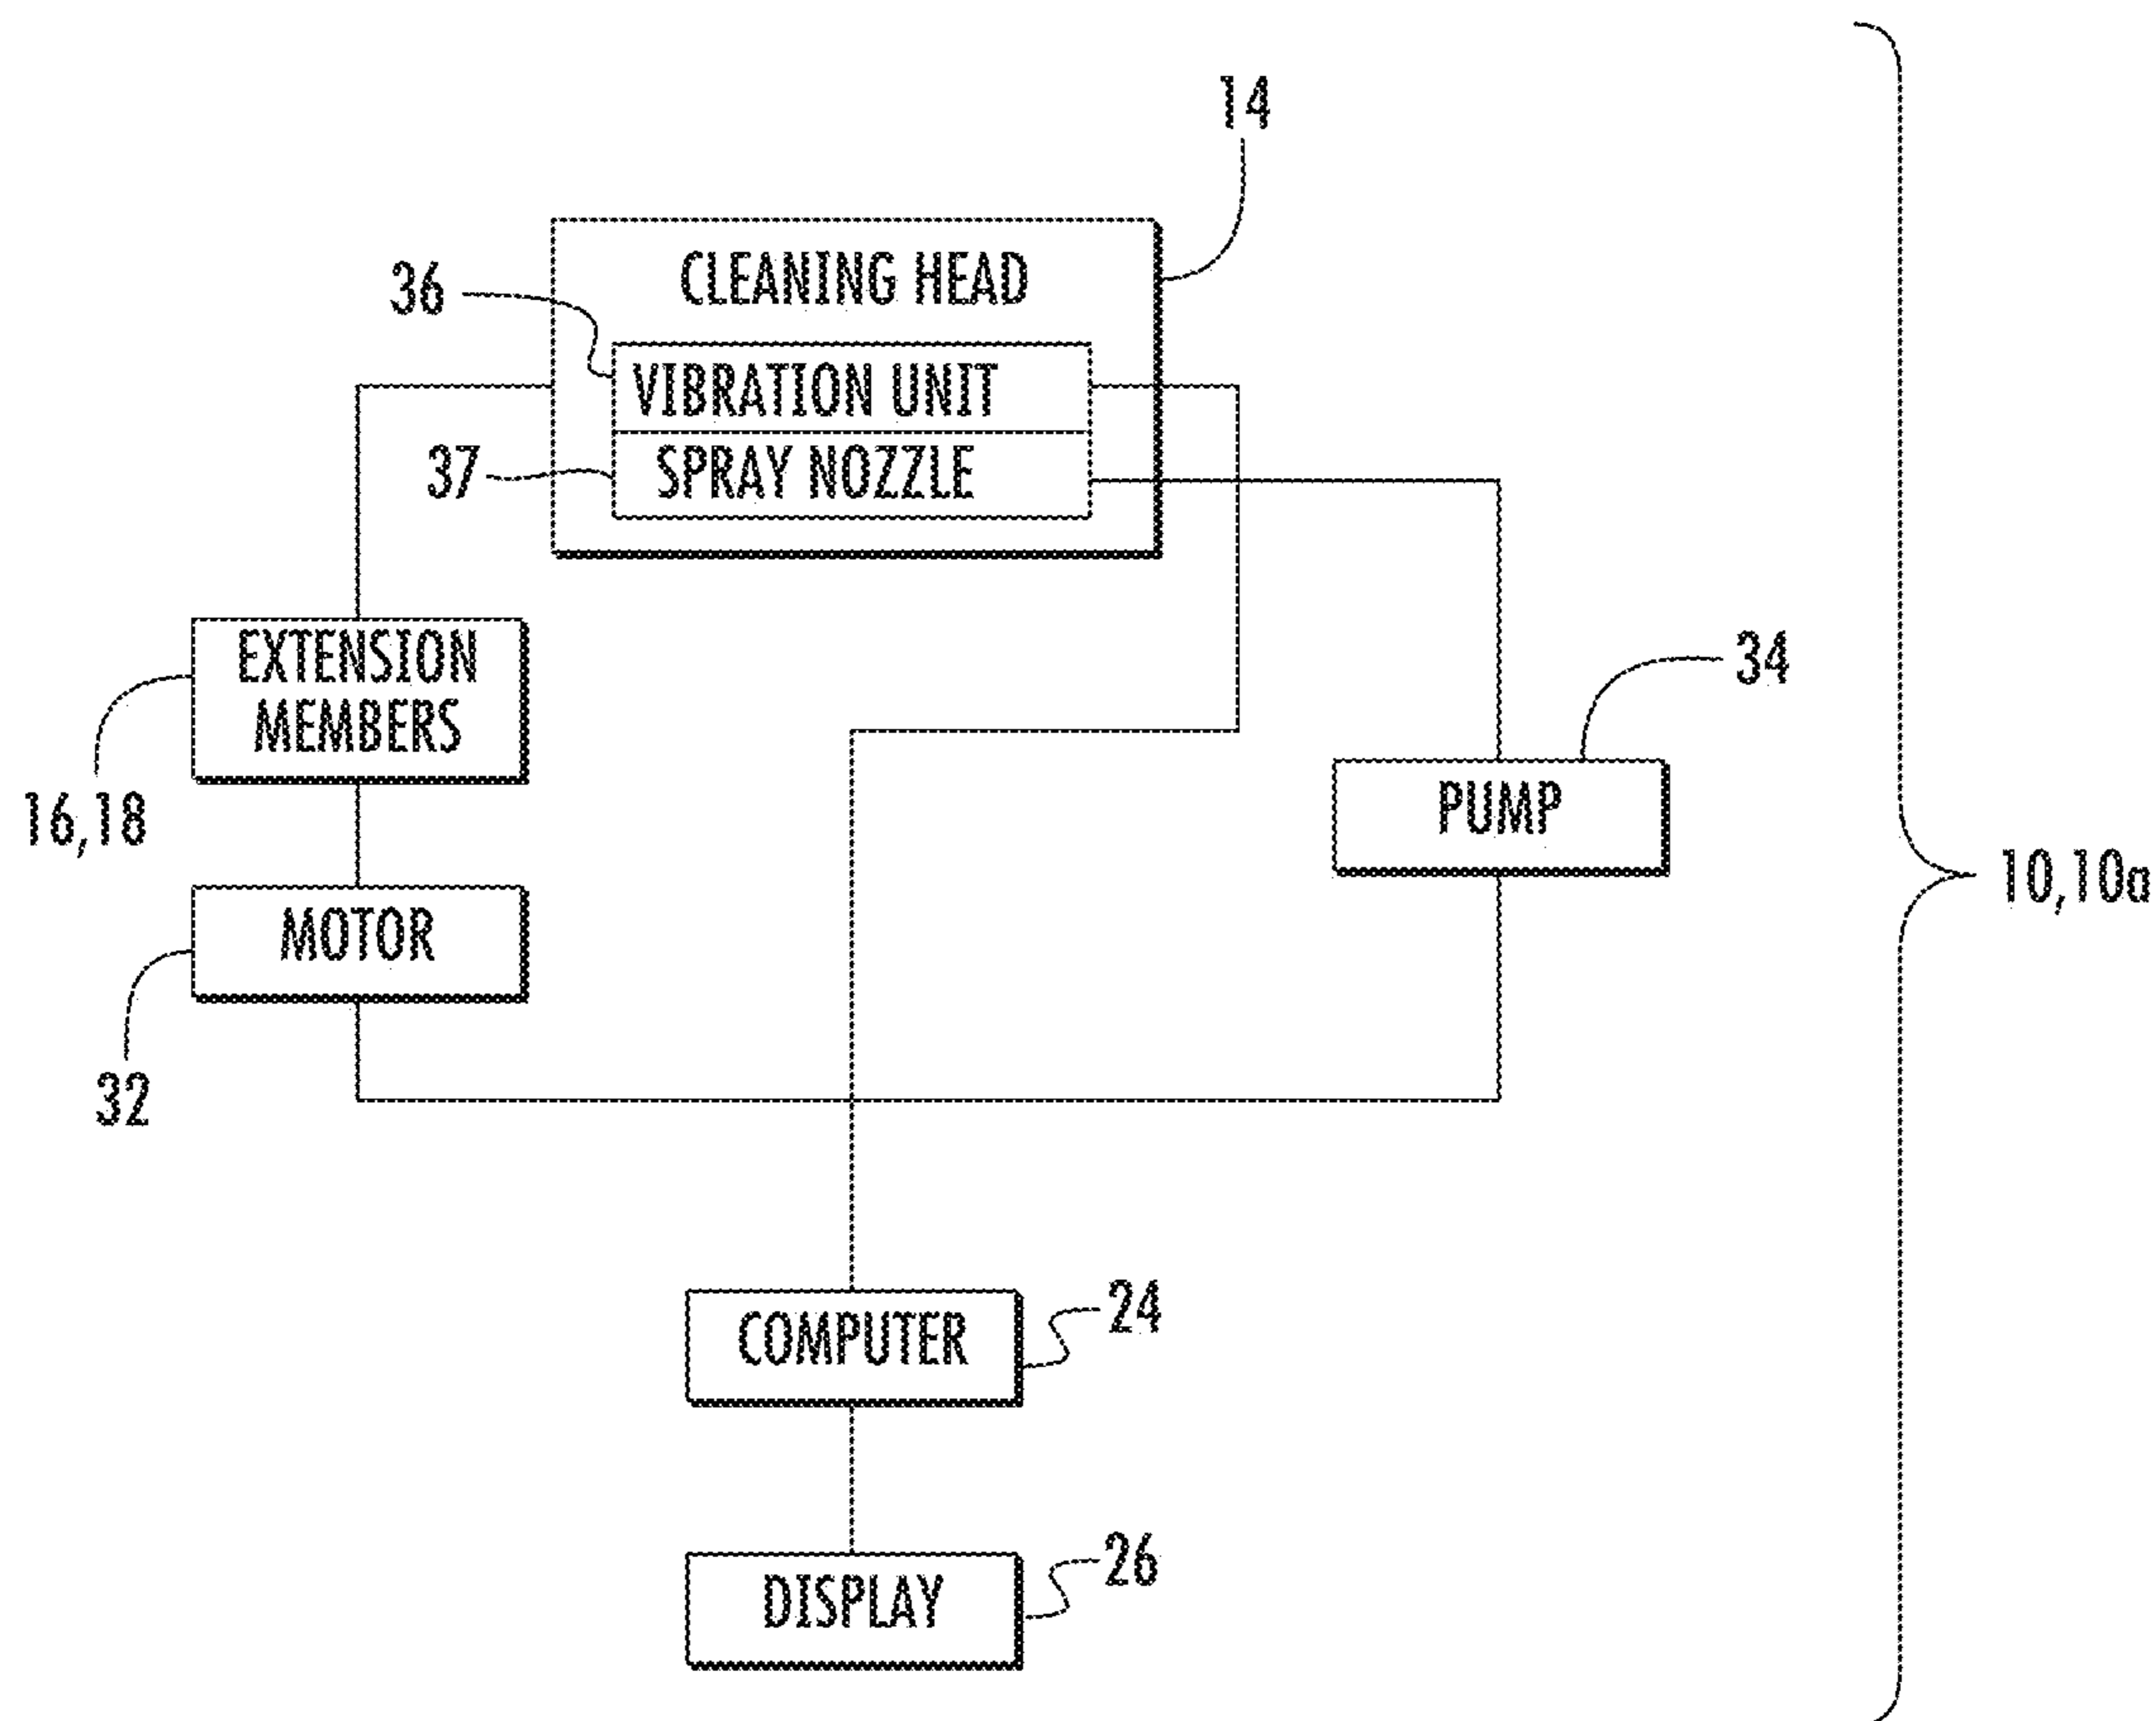 14
CLEANING HEAD
36
VIBRATION UNIT
37
SPRAY NOZZLE
EXTENSION
MEMBERS
34
16,18
PUMP
10,10a
MOTOR
32
COMPUTER
24
DISPLAY
26